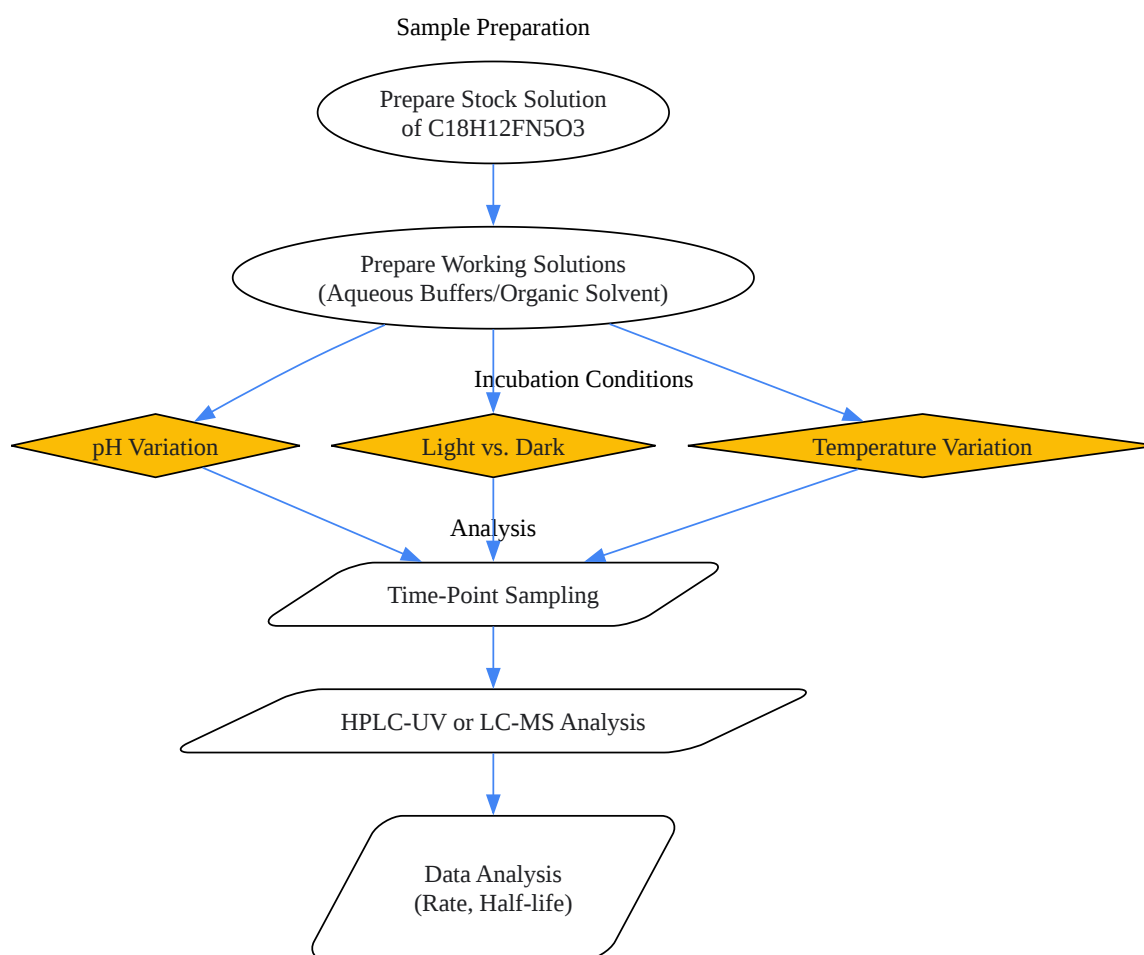 Sample Preparation
Prepare Stock Solution
of C18H12FN5O3
Prepare Working Solutions
(Aqueous Buffers/Organic Solvent)
Incubation Conditions
pH Variation
Light vs. Dark
Temperature Variation
Analysis
Time-Point Sampling
HPLC-UV or LC-MS Analysis
Data Analysis
(Rate, Half-life)